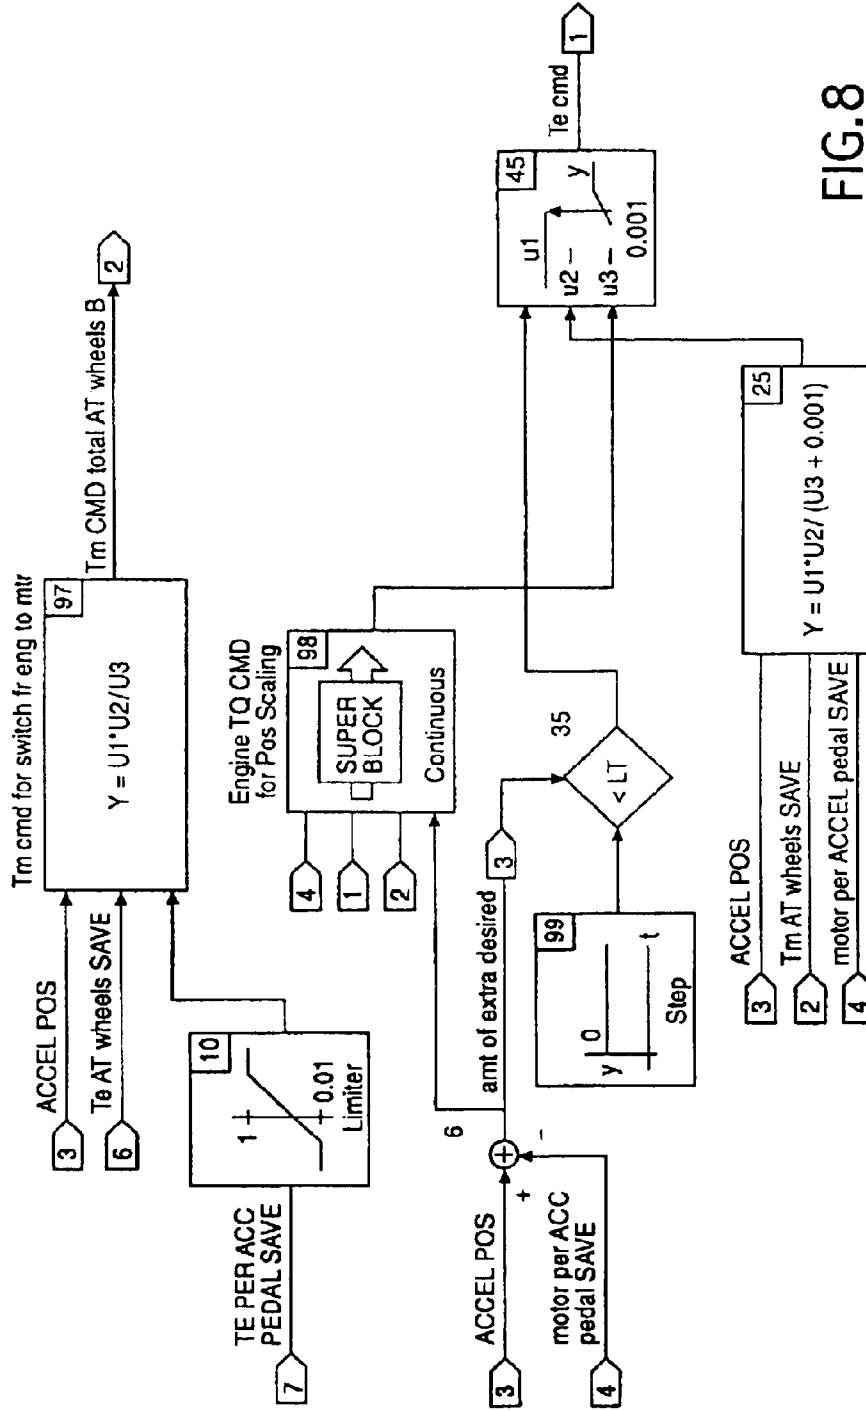 Tm cmd for switch fr eng to mtr
97
3
ACCEL POS
6
Te AT wheels SAVE
Y = U1*U2/U3
Tm CMD total AT wheels B
2
7
TE PER ACC
PEDAL SAVE
10
1
0.01
Limiter
Engine TQ CMD
for Pos Scaling
98
4
1
2
SUPER
BLOCK
Continuous
3
ACCEL POS
+
-
6
4
motor per ACC
pedal SAVE
amt of extra desired
3
35
< LT
99
y
0
t
Step
45
u1
u2
u3
y
0.001
Te cmd
1
3
ACCEL POS
2
Tm AT wheels SAVE
4
motor per ACCEL pedal SAVE
25
Y = U1*U2/ (U3 + 0.001)
FIG.8